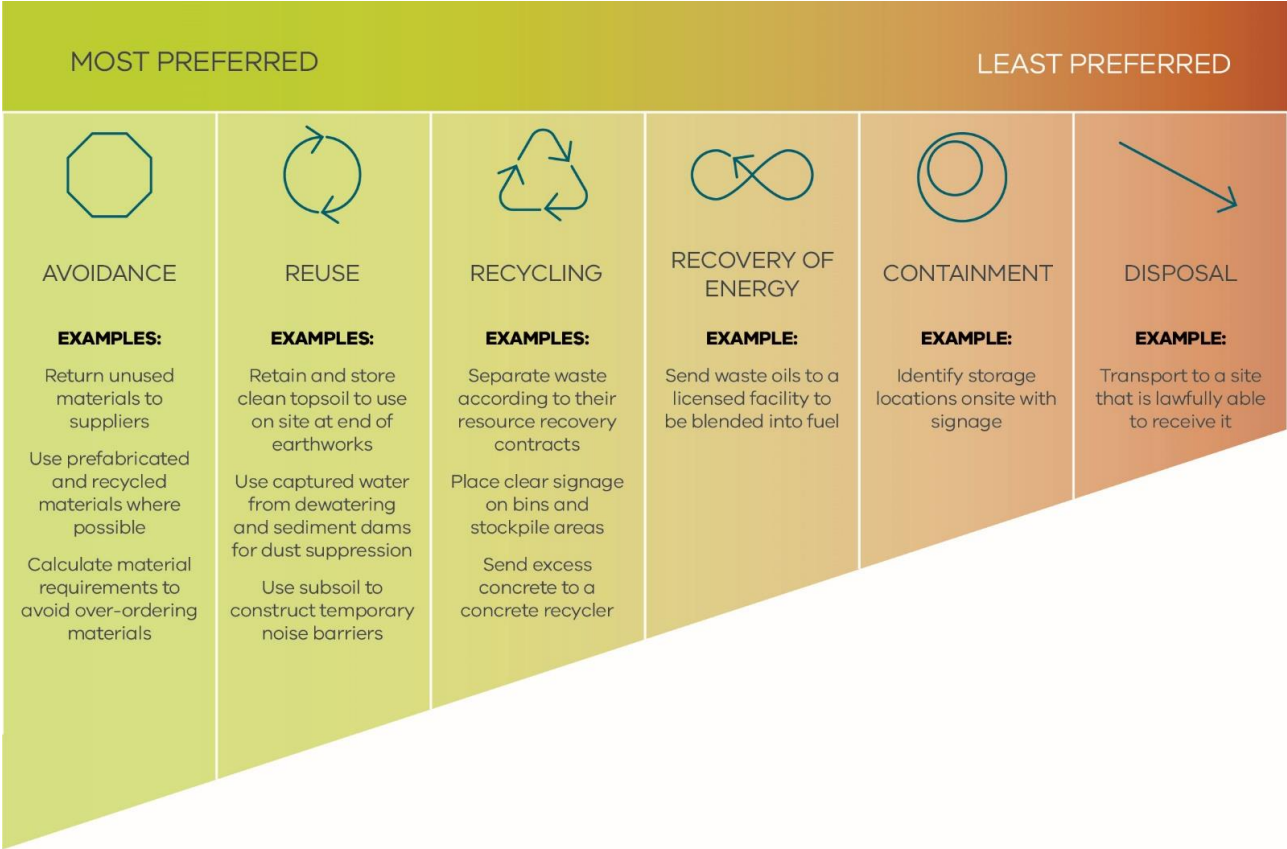 MOST PREFERRED
LEAST PREFERRED
AVOIDANCE
EXAMPLES:
Return unused
materials to
suppliers
Use prefabricated
and recycled
materials where
possible
Calculate material
requirements to
avoid over-ordering
materials
REUSE
EXAMPLES:
Retain and store
clean topsoil to use
on site at end of
earthworks
Use captured water
from dewatering
and sediment dams
for dust suppression
Use subsoil to
construct temporary
noise barriers
RECYCLING
EXAMPLES:
Separate waste
according to their
resource recovery
contracts
Place clear signage
on bins and
stockpile areas
Send excess
concrete to a
concrete recycler
RECOVERY OF
ENERGY
EXAMPLE:
Send waste oils to a
licensed facility to
be blended into fuel
CONTAINMENT
EXAMPLE:
Identify storage
locations onsite with
signage
DISPOSAL
EXAMPLE:
Transport to a site
that is lawfully able
to receive it